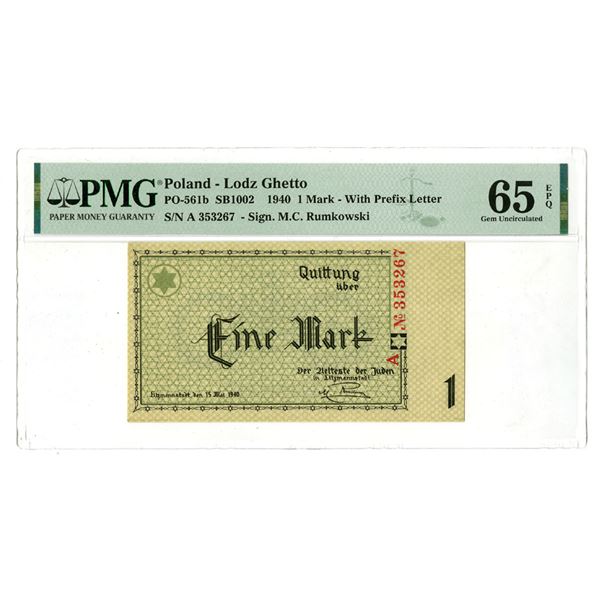 PMG
PAPER MONEY GUARANTY
Poland - Lodz Ghetto
PO-561b SB1002 1940 1 Mark - With Prefix Letter
S/N A 353267 - Sign. M.C. Rumkowski
65 EPQ
Gem Uncirculated
Quittung
über
Eine Mark
Der Aelteste der Juden
in Litzmannstadt
Litzmannstadt, den 15. Mai 1940
A № 353267
1